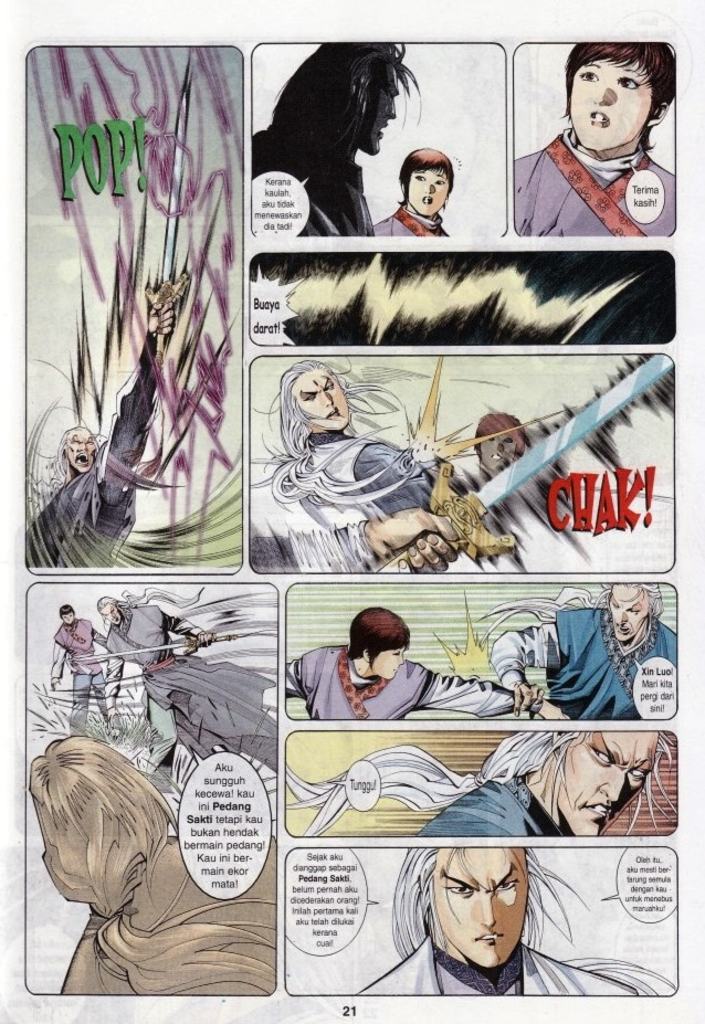 POP!
Kerana
kaulah,
aku tidak
menewaskan
dia tadi!
Terima
kasih!
Buaya
darat!
CHAK!
Aku
sungguh
kecewa! kau
ini Pedang
Sakti tetapi kau
bukan hendak
bermain pedang!
Kau ini ber-
main ekor
mata!
Xin Luo!
Mari kita
pergi dari
sini!
Tunggu!
Sejak aku
dianggap sebagai
Pedang Sakti,
belum pernah aku
dicederakan orang!
Inilah pertama kali
aku telah dilukai
kerana
cuai!
Oleh itu,
aku mesti ber-
tarung semula
dengan kau
untuk menebus
maruahku!
21